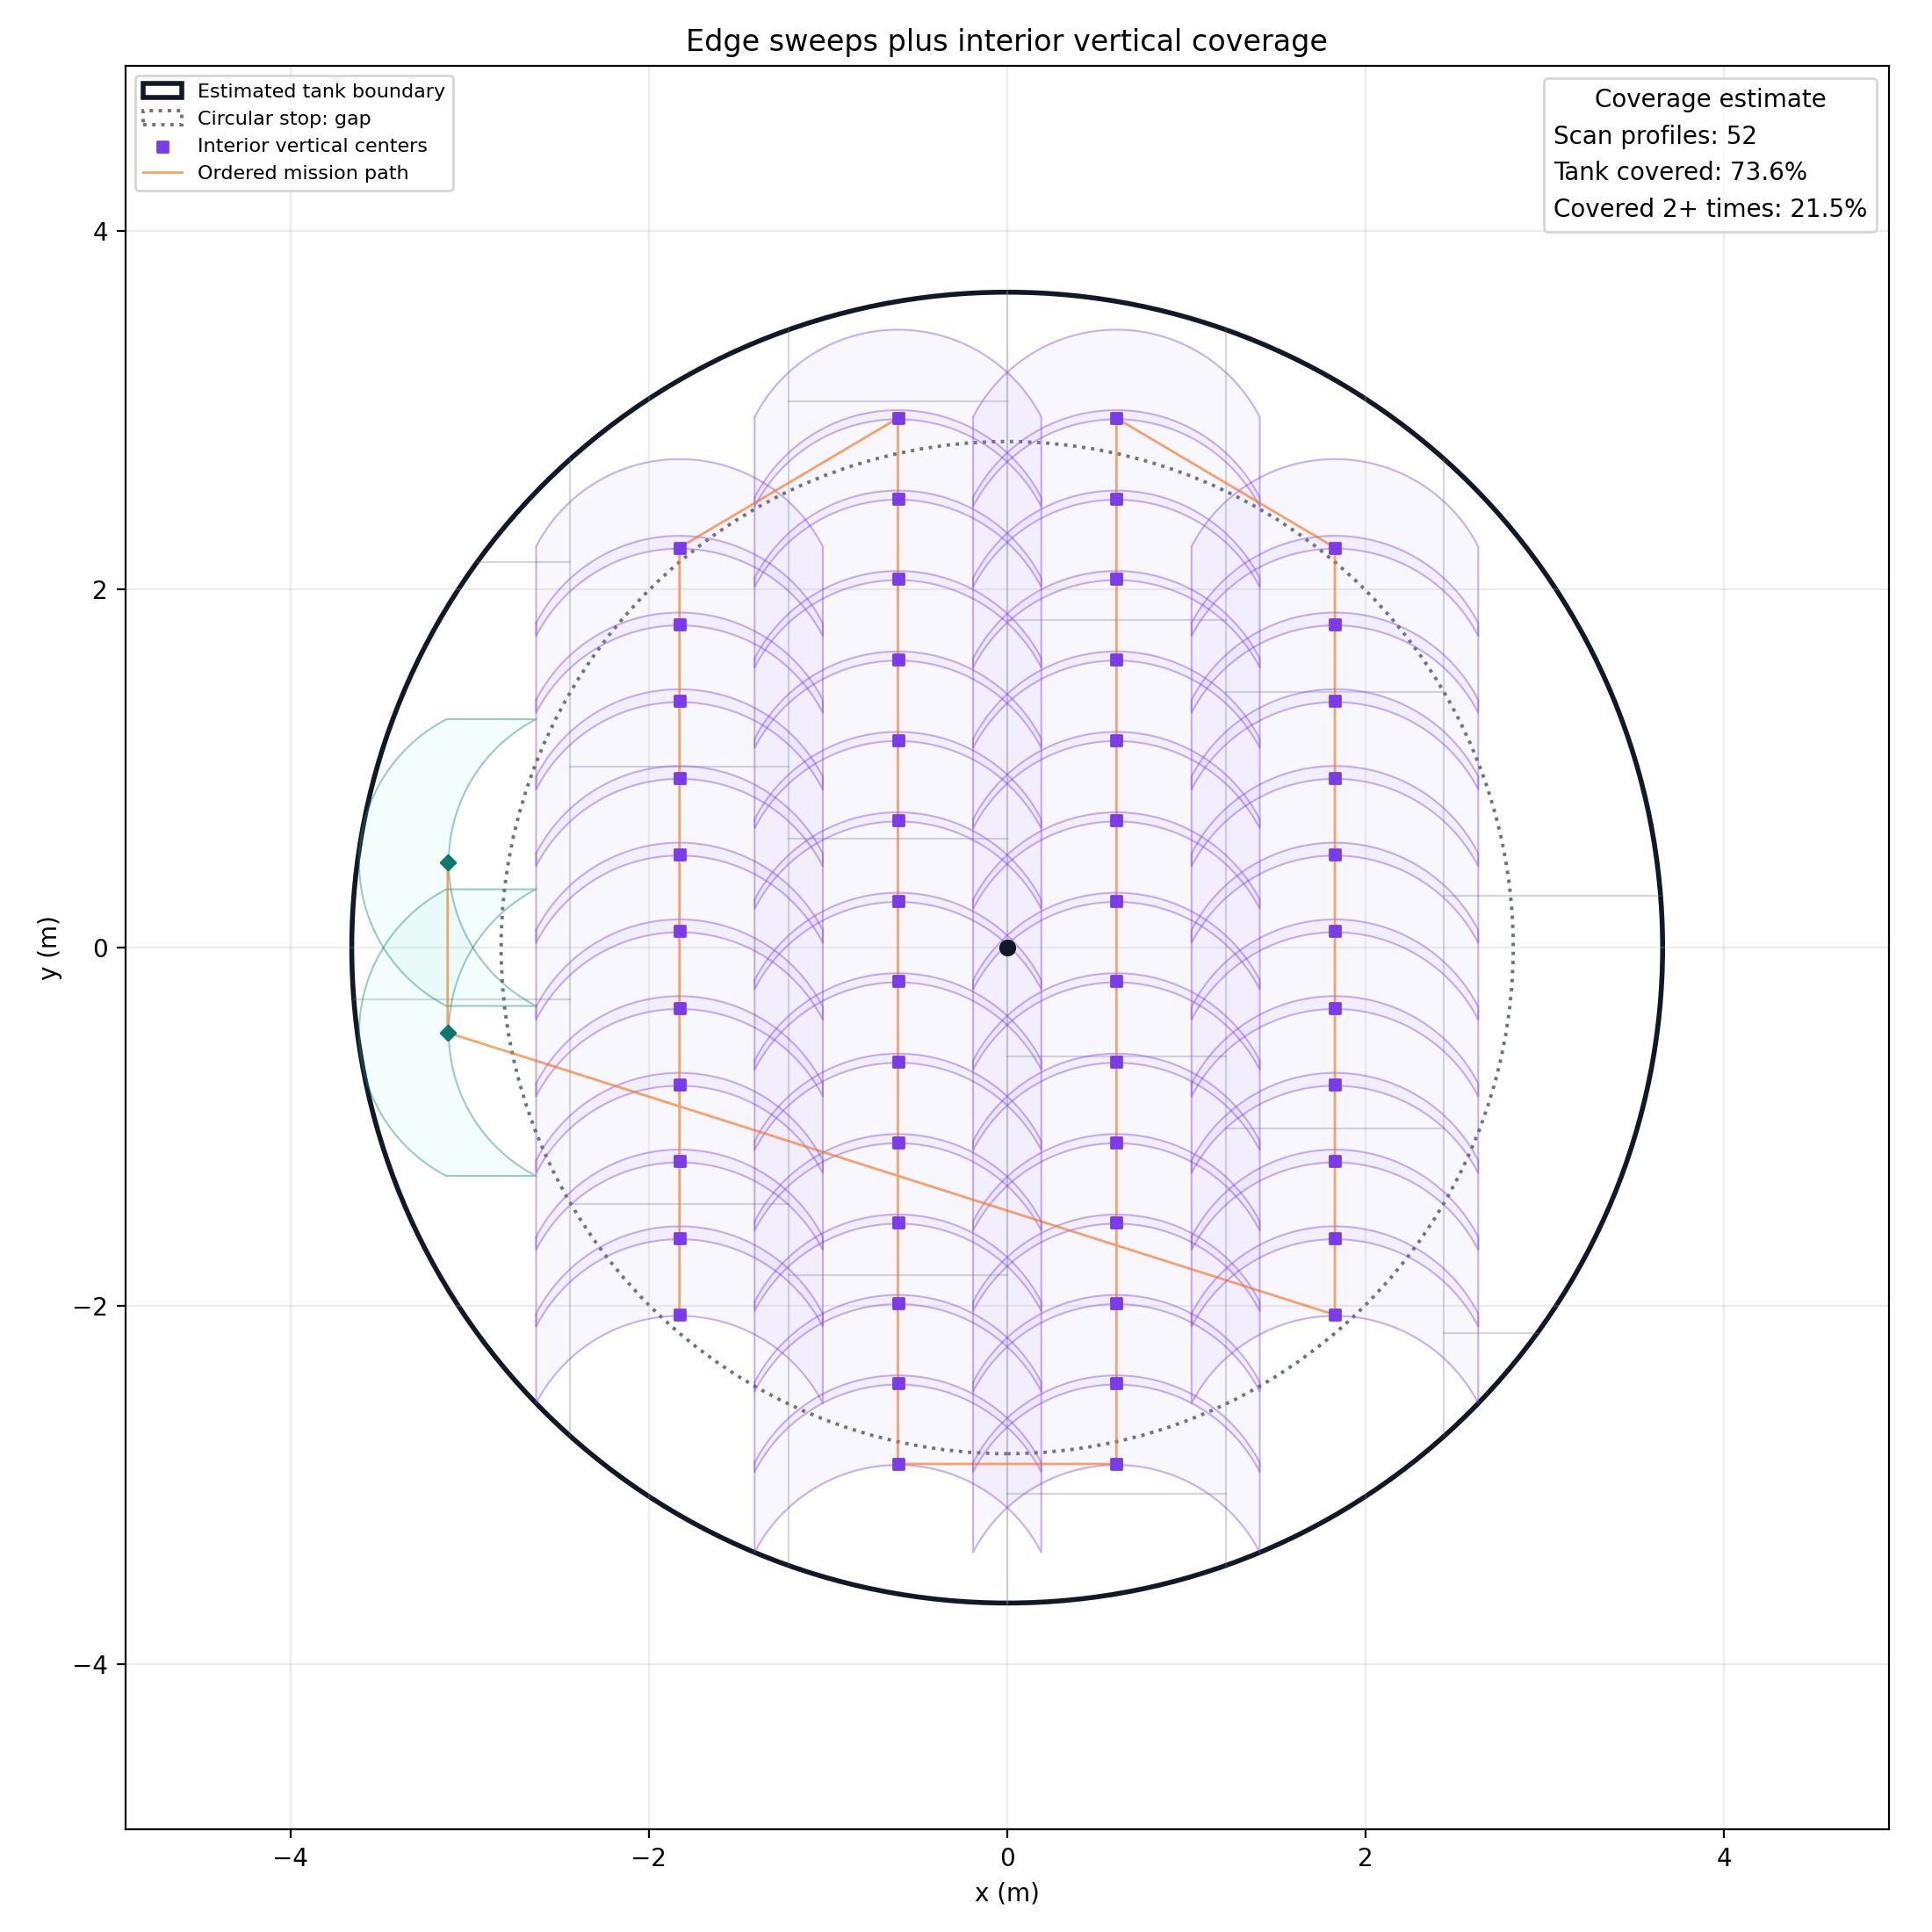 Edge sweeps plus interior vertical coverage
Estimated tank boundary
Circular stop: gap
Interior vertical centers
Ordered mission path
Coverage estimate
Scan profiles: 52
Tank covered: 73.6%
Covered 2+ times: 21.5%
4
2
0
−2
−4
y (m)
−4
−2
0
2
4
x (m)